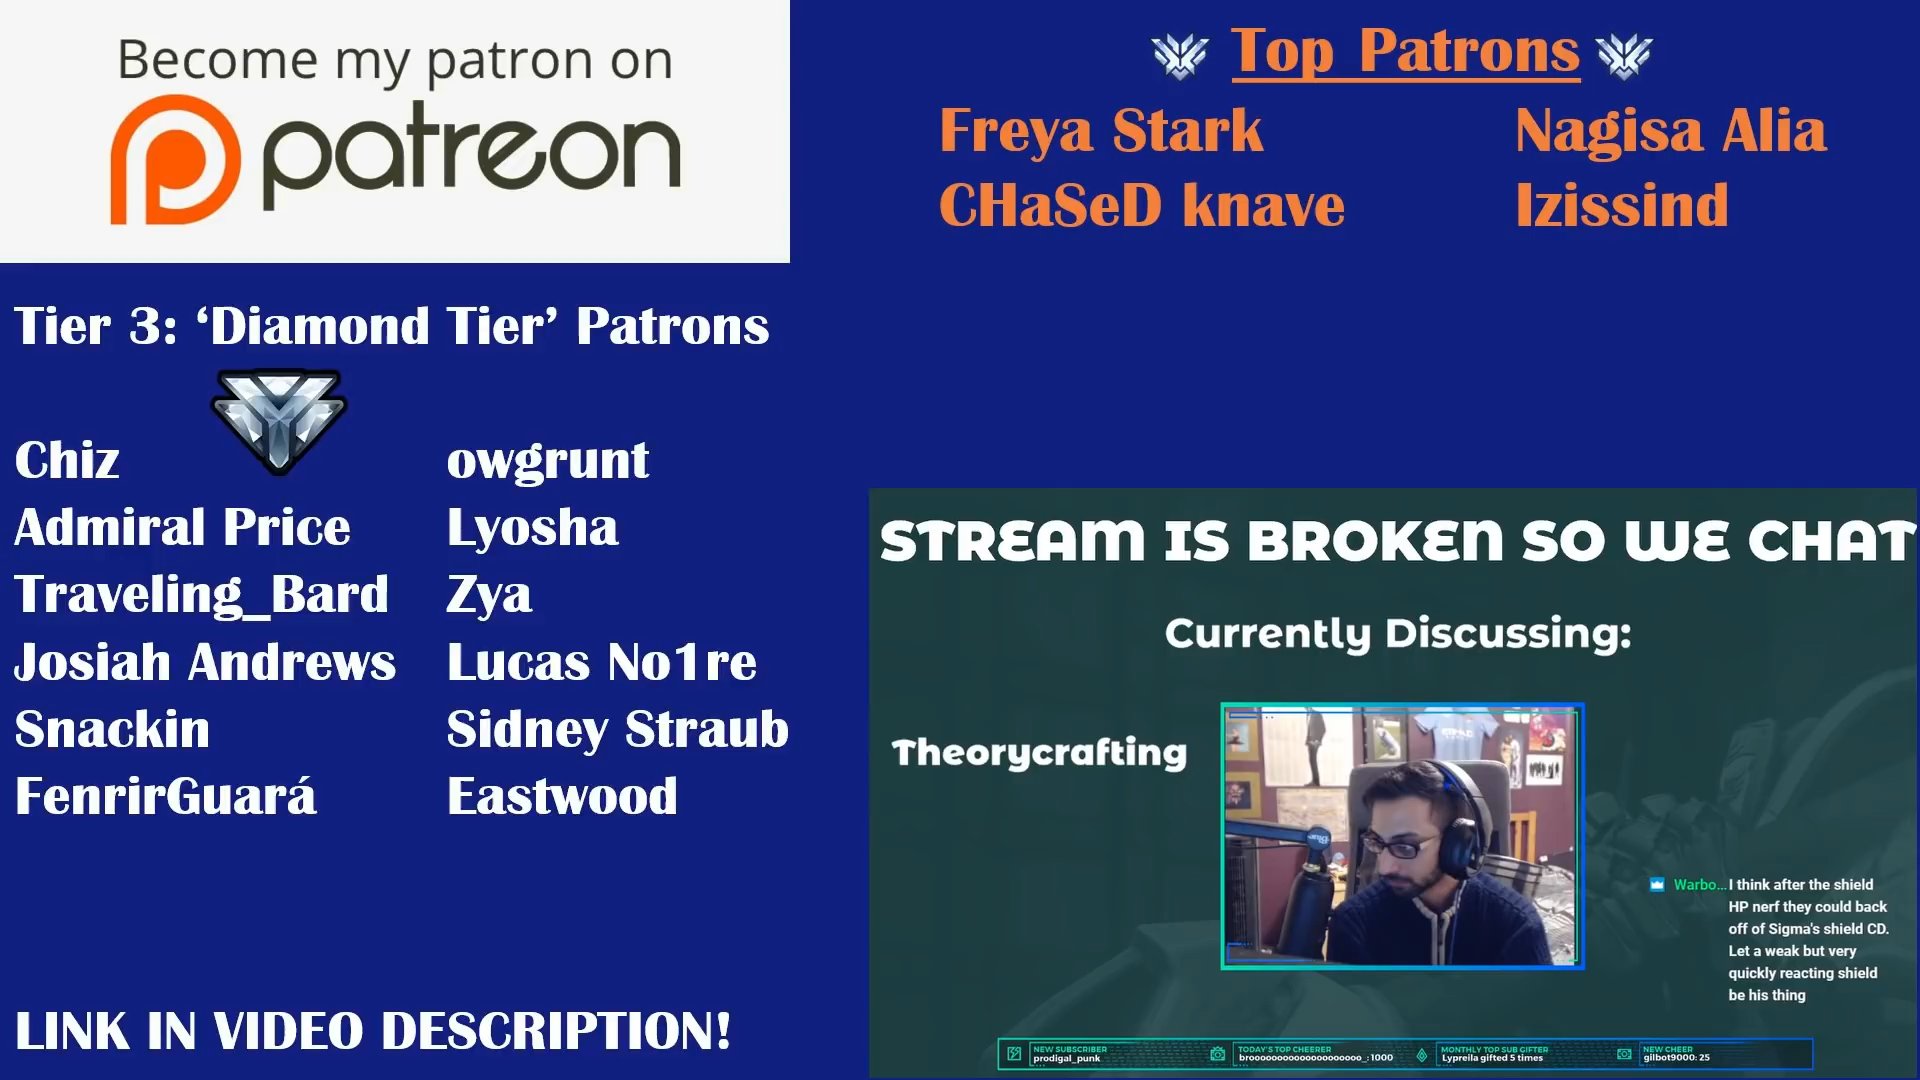 Become my patron on
patreon
Top Patrons
Freya Stark
Nagisa Alia
CHaSeD knave
Izissind
Tier 3: ‘Diamond Tier’ Patrons
Chiz
owgrunt
Admiral Price
Lyosha
Traveling_Bard
Zya
Josiah Andrews
Lucas No1re
Snackin
Sidney Straub
FenrirGuará
Eastwood
LINK IN VIDEO DESCRIPTION!
STREAM IS BROKEN SO WE CHAT
Currently Discussing:
Theorycrafting
Warbo... I think after the shield
HP nerf they could back
off of Sigma's shield CD.
Let a weak but very
quickly reacting shield
be his thing
NEW SUBSCRIBER
prodigal_punk
TODAY'S TOP CHEERER
MONTHLY TOP SUB GIFTER
Lypreila gifted 5 times
NEW CHEER
gilbot9000: 25